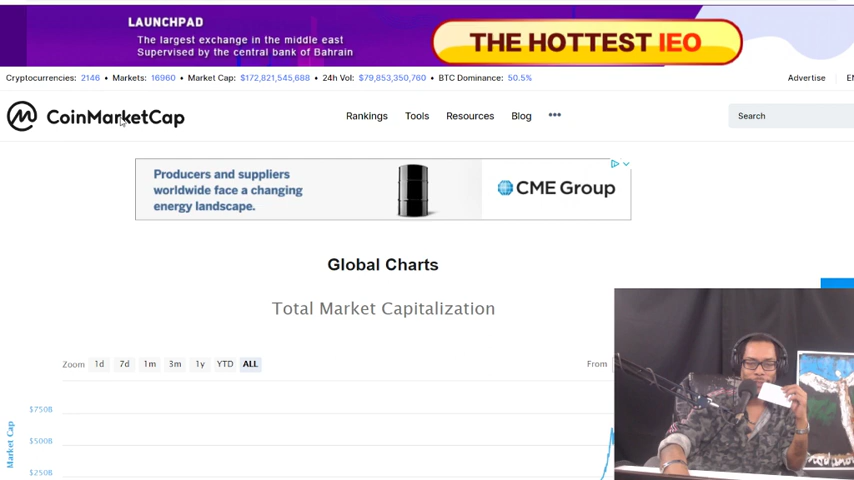 LAUNCHPAD
The largest exchange in the middle east
Supervised by the central bank of Bahrain
THE HOTTEST IEO
Cryptocurrencies: 2146 • Markets: 16960 • Market Cap: $172,821,545,688 • 24h Vol: $79,853,350,760 • BTC Dominance: 50.5%
Advertise
EN
CoinMarketCap
Rankings
Tools
Resources
Blog
•••
Search
Producers and suppliers
worldwide face a changing
energy landscape.
CME Group
Global Charts
Total Market Capitalization
Zoom 1d 7d 1m 3m 1y YTD ALL
From
$750B
$500B
$250B
Market Cap